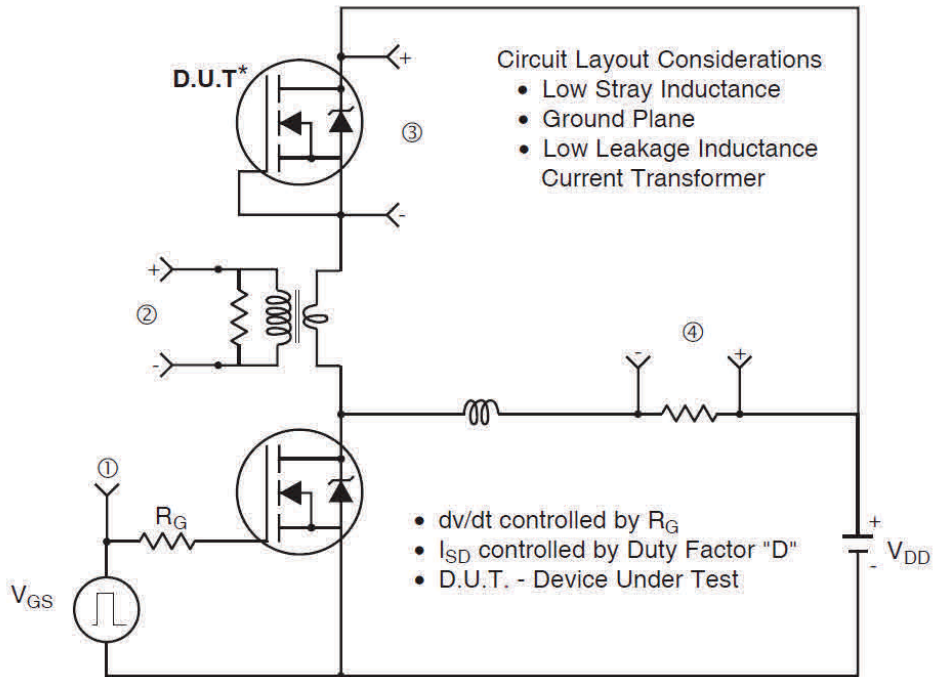 D.U.T*
+
③
-
Circuit Layout Considerations
• Low Stray Inductance
• Ground Plane
• Low Leakage Inductance
Current Transformer
+
②
-
④
- +
①
R_G
V_GS
• dv/dt controlled by R_G
• I_SD controlled by Duty Factor "D"
• D.U.T. - Device Under Test
+
V_DD
-